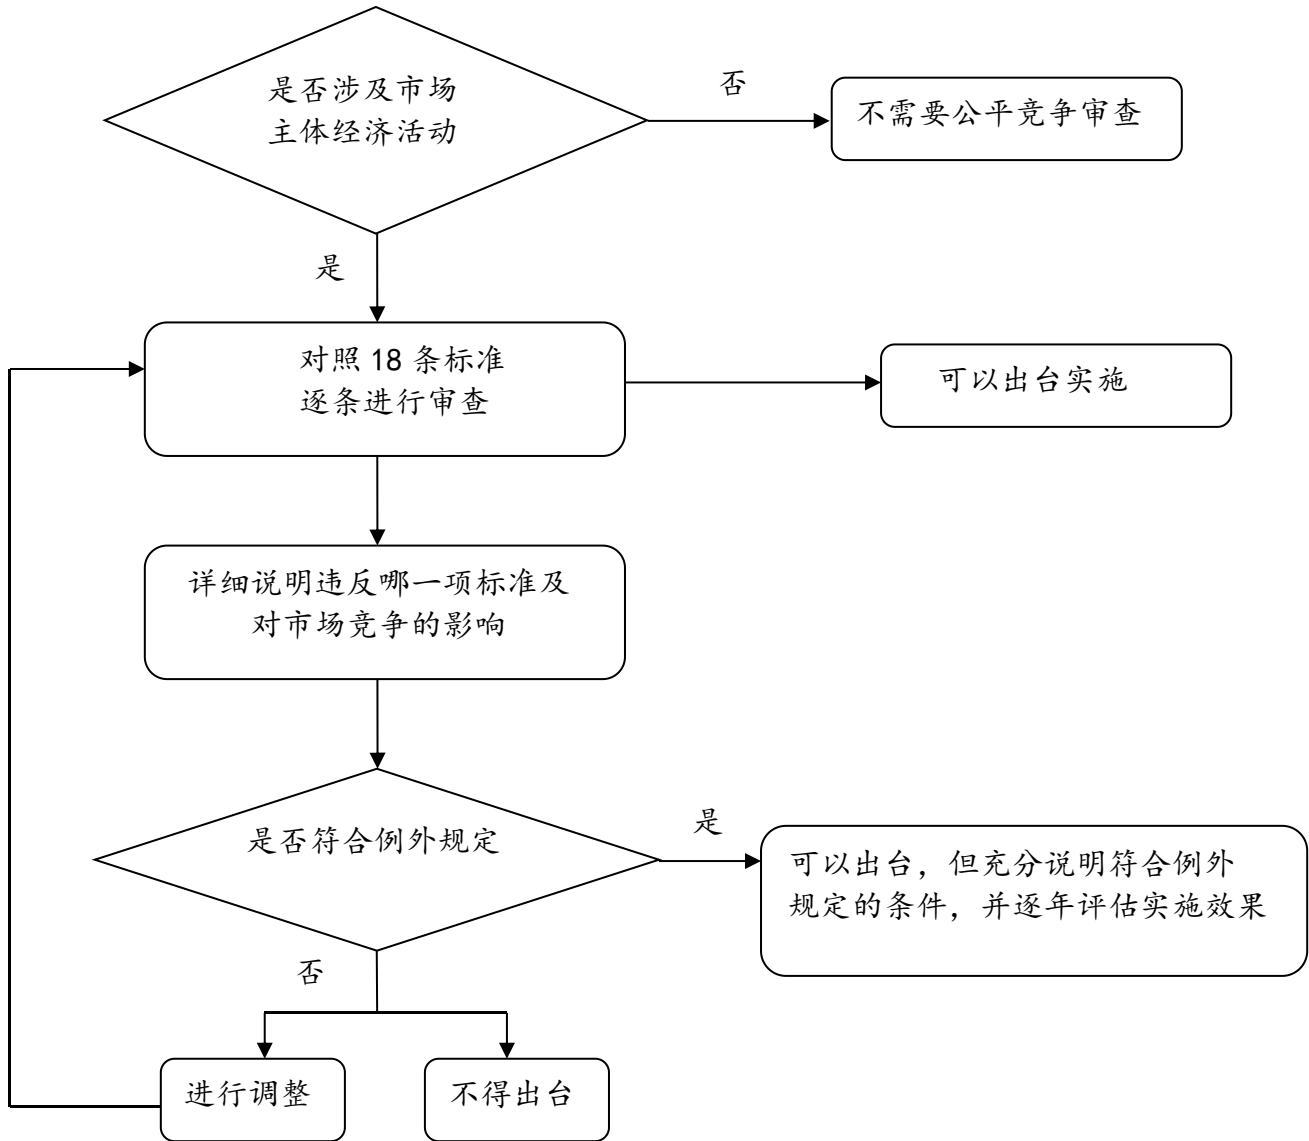 是否涉及市场
主体经济活动
否
不需要公平竞争审查
是
对照 18 条标准
逐条进行审查
可以出台实施
详细说明违反哪一项标准及
对市场竞争的影响
是否符合例外规定
是
可以出台，但充分说明符合例外
规定的条件，并逐年评估实施效果
否
进行调整
不得出台